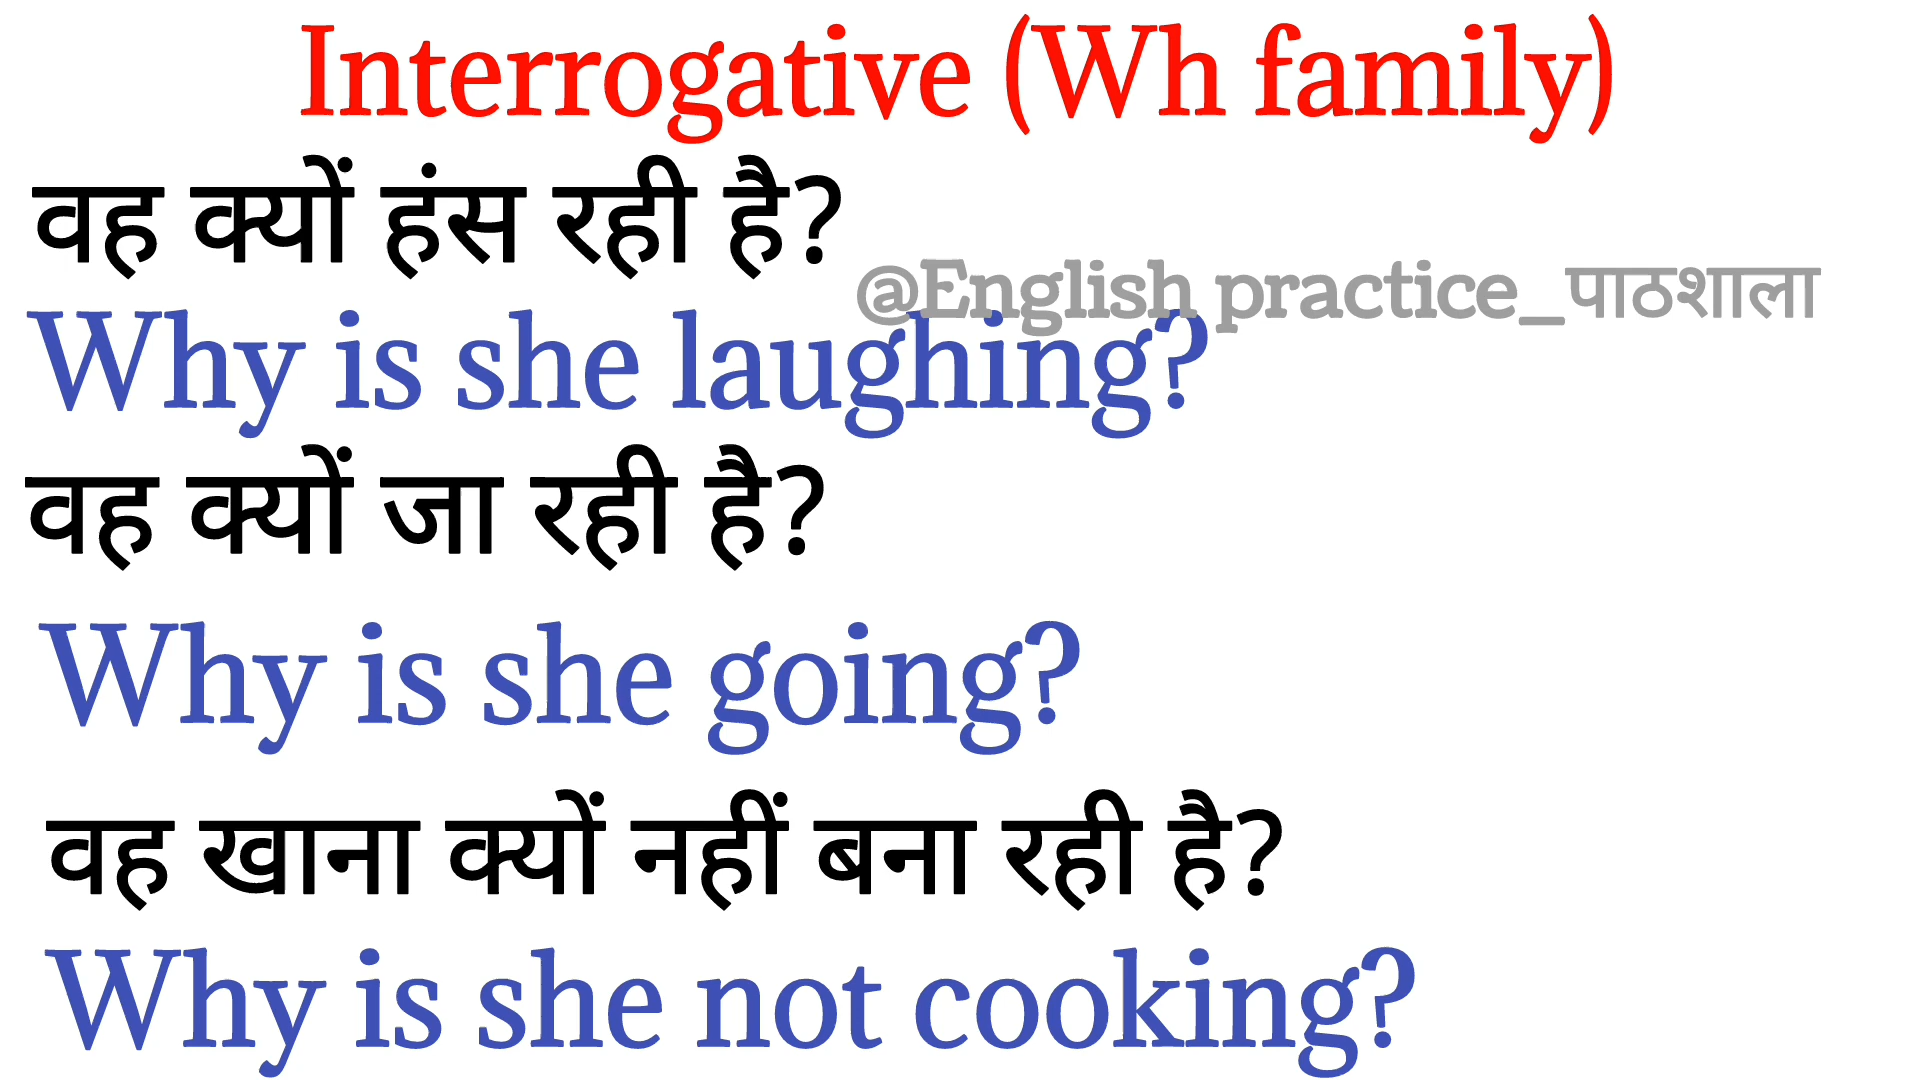 Interrogative (Wh family)
वह क्यों हंस रही है?
@English practice_पाठशाला
Why is she laughing?
वह क्यों जा रही है?
Why is she going?
वह खाना क्यों नहीं बना रही है?
Why is she not cooking?